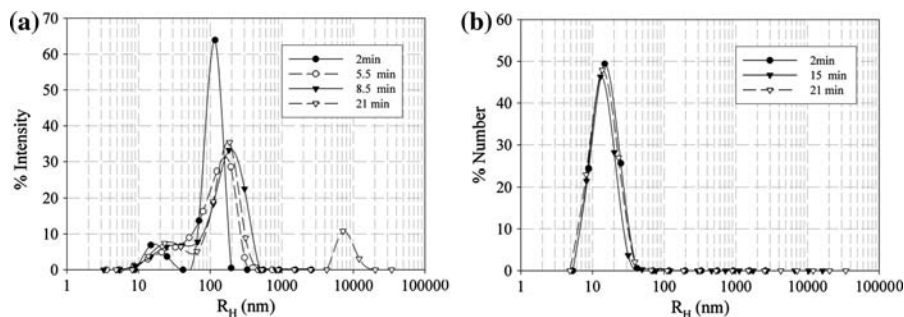 (a)
70
60
50
40
30
20
10
0
% Intensity
2min
5.5 min
8.5 min
21 min
1 10 100 1000 10000 100000
R_H (nm)
(b)
60
50
40
30
20
10
0
% Number
2min
15 min
21 min
1 10 100 1000 10000 100000
R_H (nm)